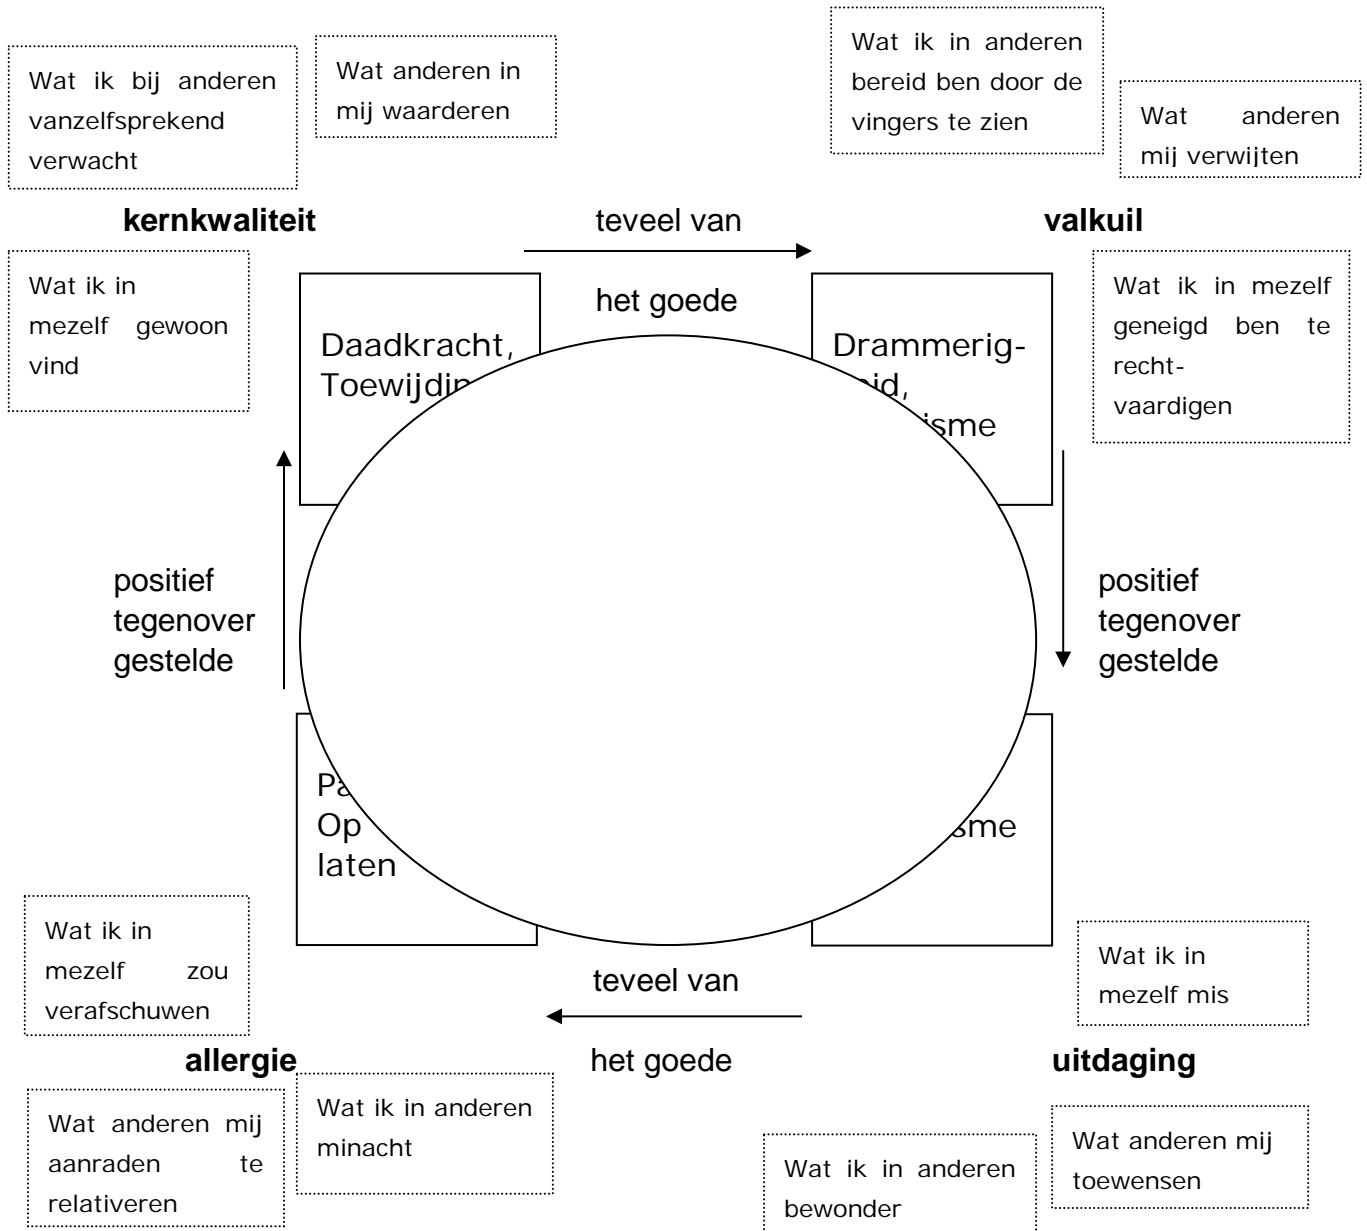 Wat ik bij anderen
vanzelfsprekend
verwacht
Wat anderen in
mij waarderen
Wat ik in anderen
bereid ben door de
vingers te zien
Wat anderen
mij verwijten
kernkwaliteit
teveel van
het goede
valkuil
Wat ik in
mezelf gewoon
vind
Daadkracht,
Drammerig-
Wat ik in mezelf
geneigd ben te
recht-
vaardigen
positief
tegenover
gestelde
positief
tegenover
gestelde
Op
laten
Wat ik in
mezelf zou
verafschuwen
teveel van
het goede
Wat ik in
mezelf mis
allergie
uitdaging
Wat anderen mij
aanraden te
relativeren
Wat ik in anderen
minacht
Wat ik in anderen
bewonder
Wat anderen mij
toewensen